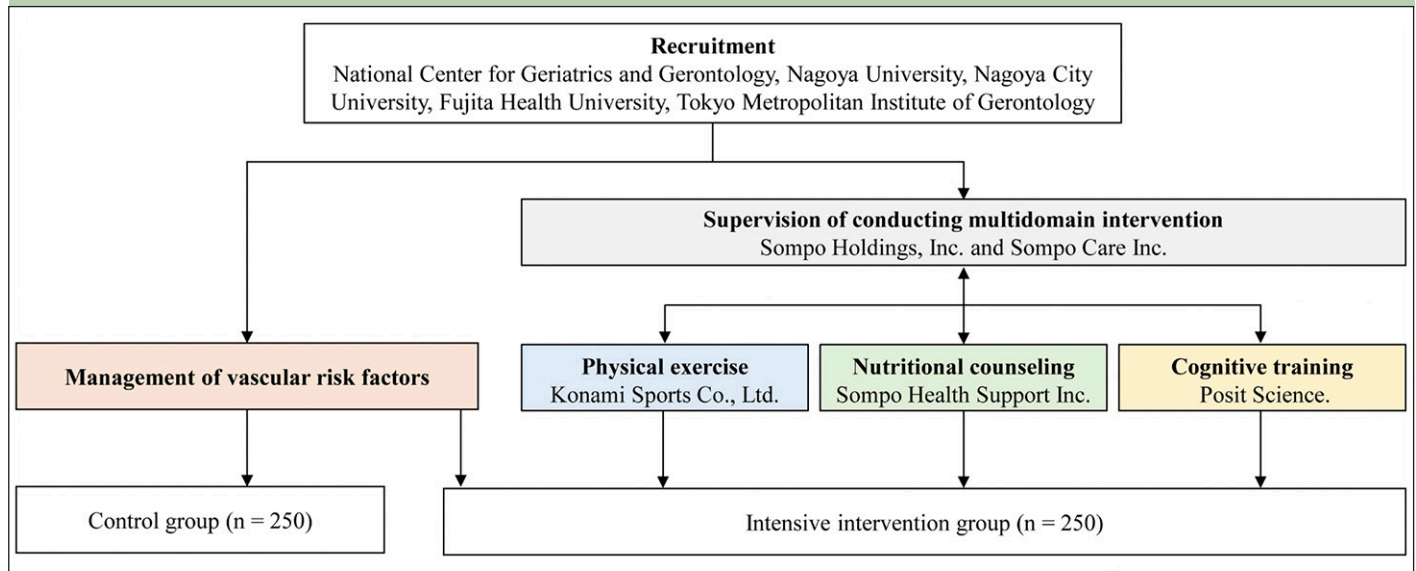 Recruitment
National Center for Geriatrics and Gerontology, Nagoya University, Nagoya City
University, Fujita Health University, Tokyo Metropolitan Institute of Gerontology
Supervision of conducting multidomain intervention
Sompo Holdings, Inc. and Sompo Care Inc.
Management of vascular risk factors
Physical exercise
Konami Sports Co., Ltd.
Nutritional counseling
Sompo Health Support Inc.
Cognitive training
Posit Science.
Control group (n = 250)
Intensive intervention group (n = 250)